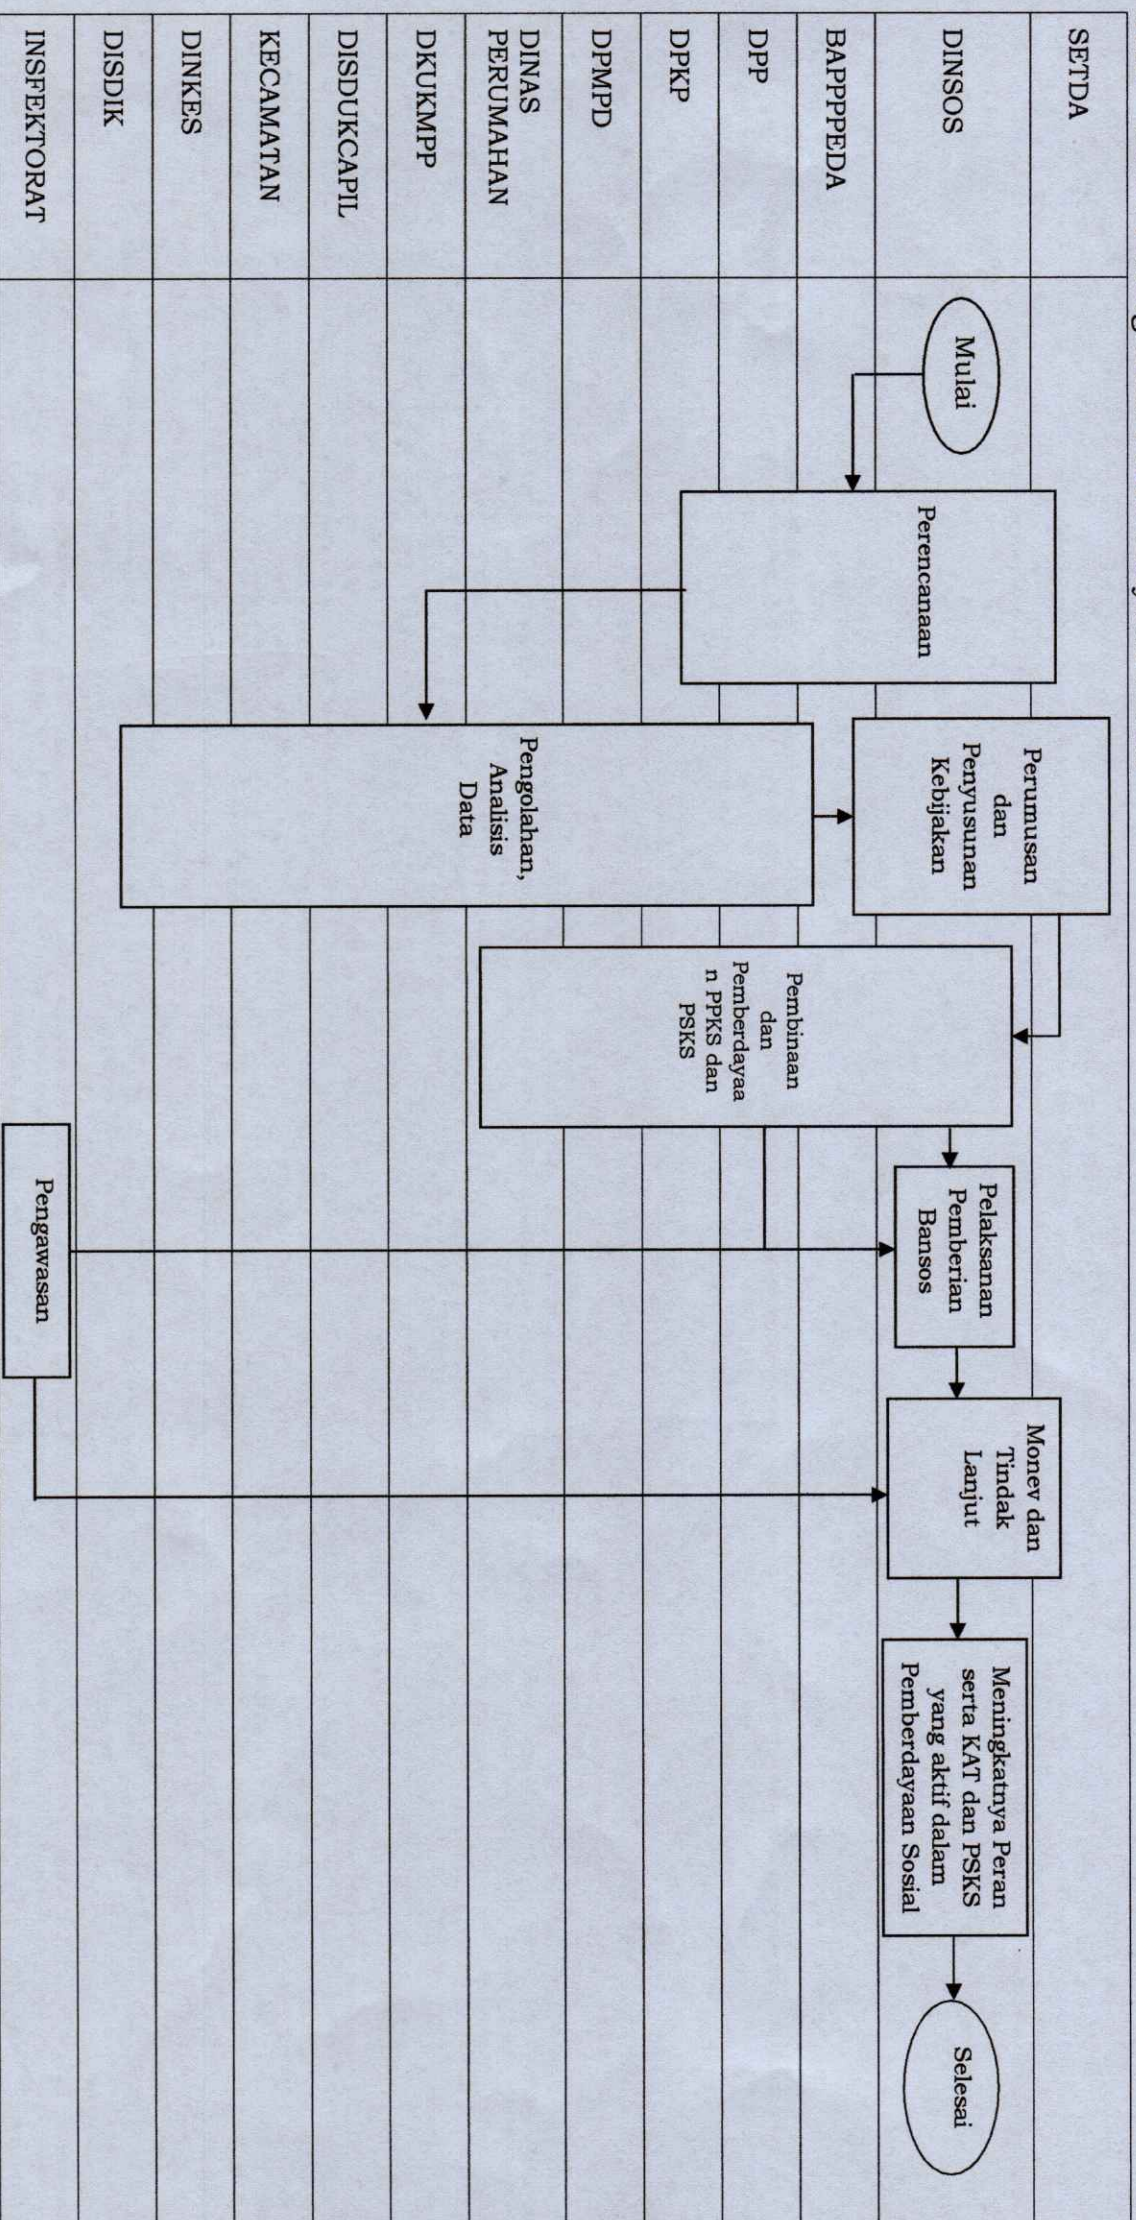 SETDA
DINSOS
BAPPPPEDA
DPP
DPKP
DPMPD
DINAS
PERUMAHAN
DKUKMPP
DISDUKCAPIL
KECAMATAN
DINKES
DISDIK
INSFEKTORAT
Mulai
Perencanaan
Perumusan
dan
Penyusunan
Kebijakan
Pengolahan,
Analisis
Data
Pembinaan
dan
Pemberdayaa
n PPKS dan
PSKS
Pelaksanan
Pemberian
Bansos
Pengawasan
Monev dan
Tindak
Lanjut
Meningkatnya Peran
serta KAT dan PSKS
yang aktif dalam
Pemberdayaan Sosial
Selesai